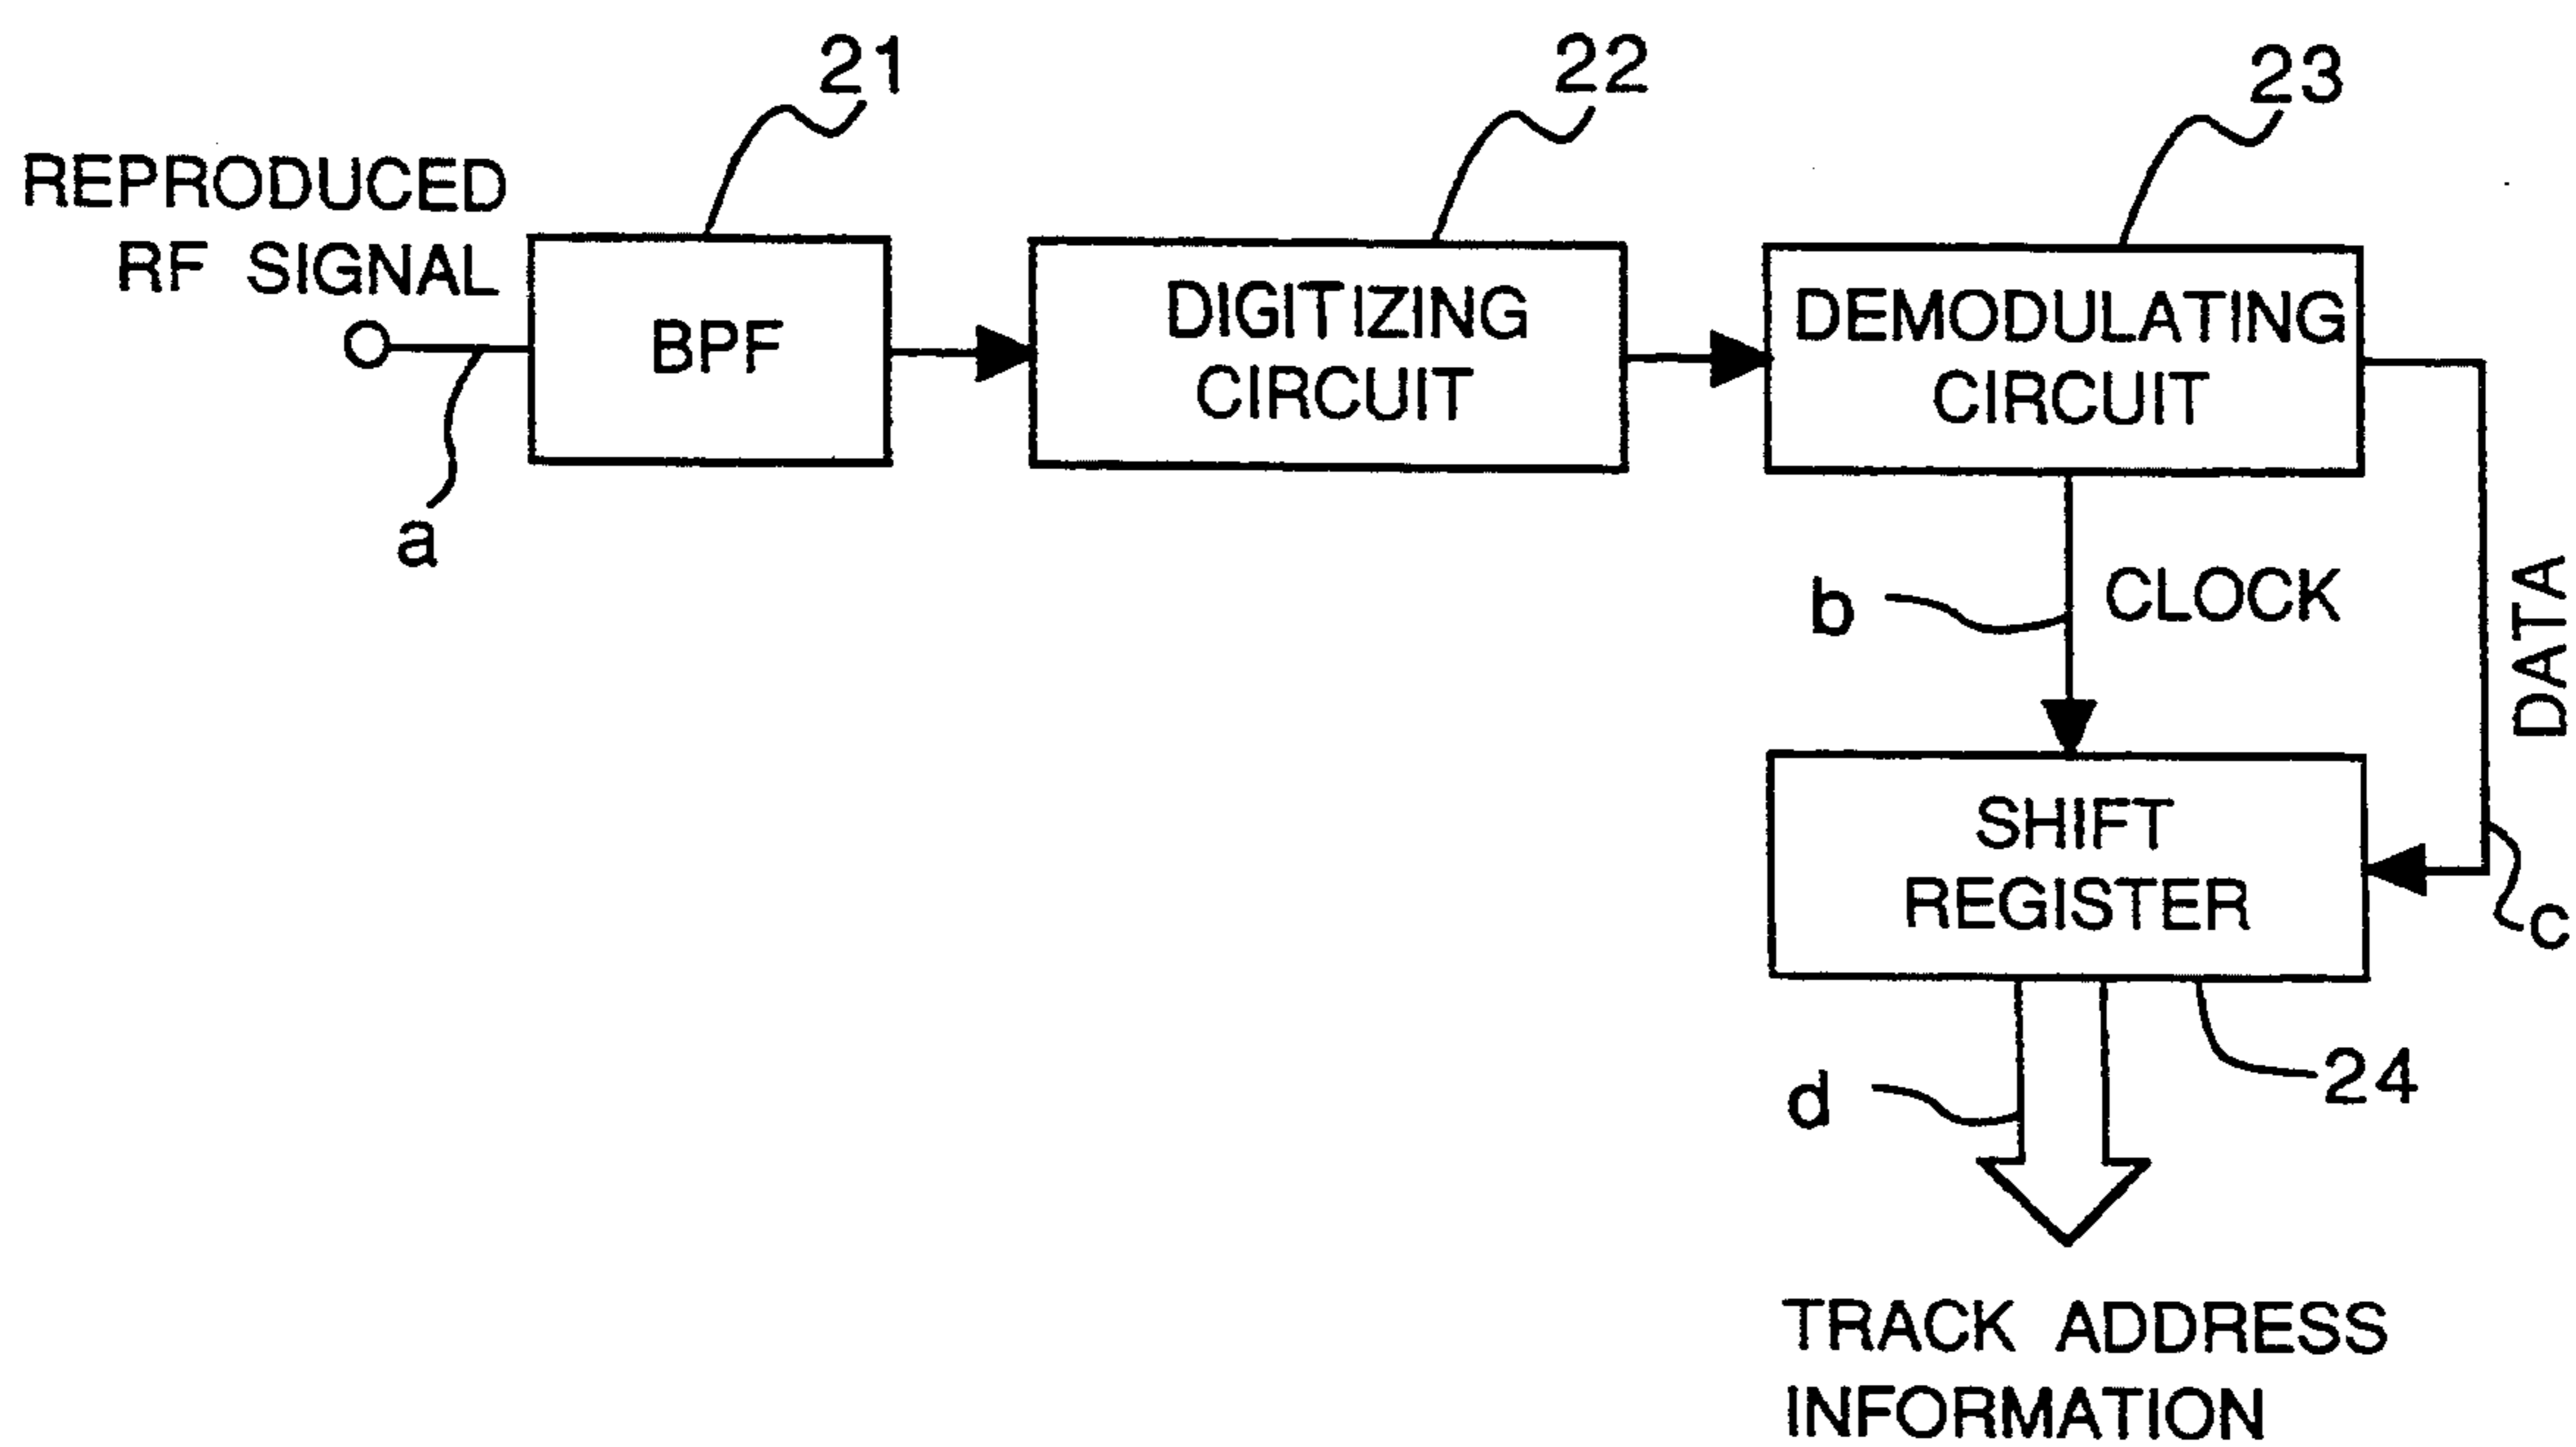 21
22
23
REPRODUCED
RF SIGNAL
BPF
DIGITIZING
CIRCUIT
DEMODULATING
CIRCUIT
a
b
CLOCK
DATA
SHIFT
REGISTER
c
d
24
TRACK ADDRESS
INFORMATION